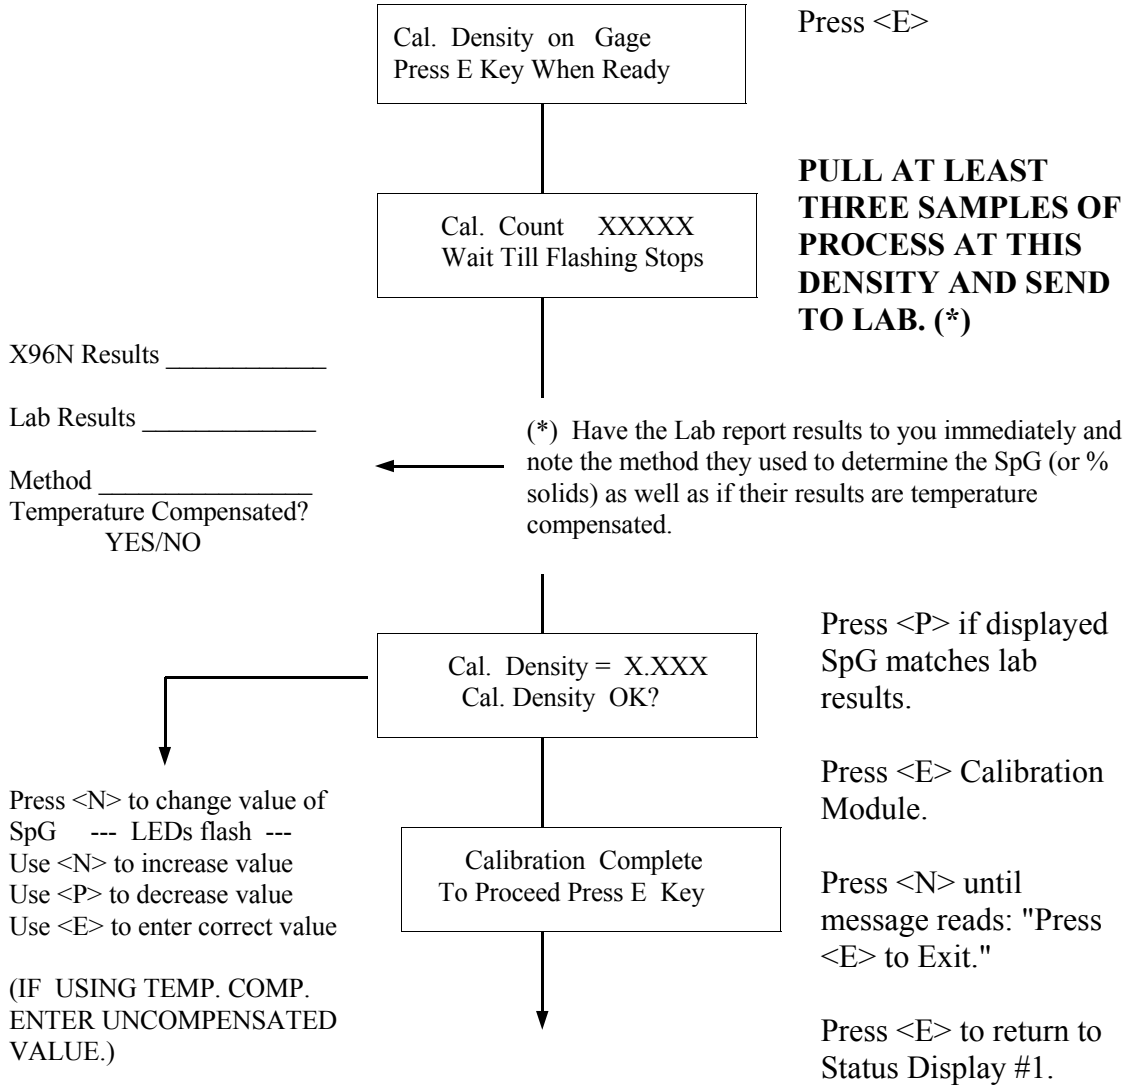 Cal. Density on Gage
Press E Key When Ready
Press <E>
Cal. Count XXXXX
Wait Till Flashing Stops
PULL AT LEAST
THREE SAMPLES OF
PROCESS AT THIS
DENSITY AND SEND
TO LAB. (*)
X96N Results ____________
Lab Results _____________
Method ________________
Temperature Compensated?
YES/NO
(*) Have the Lab report results to you immediately and
note the method they used to determine the SpG (or %
solids) as well as if their results are temperature
compensated.
Cal. Density = X.XXX
Cal. Density OK?
Press <P> if displayed
SpG matches lab
results.
Press <N> to change value of
SpG --- LEDs flash ---
Use <N> to increase value
Use <P> to decrease value
Use <E> to enter correct value
(IF USING TEMP. COMP.
ENTER UNCOMPENSATED
VALUE.)
Press <E> Calibration
Module.
Calibration Complete
To Proceed Press E Key
Press <N> until
message reads: "Press
<E> to Exit."
Press <E> to return to
Status Display #1.